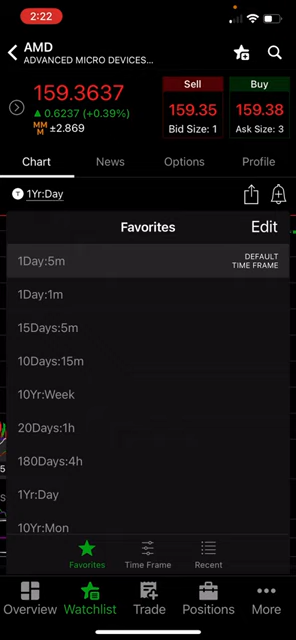 2:22
AMD
ADVANCED MICRO DEVICES...
159.3637
0.6237 (+0.39%)
MM
M ±2.869
Sell
159.35
Bid Size: 1
Buy
159.38
Ask Size: 3
Chart News Options Profile
T 1Yr:Day
Favorites Edit
1Day:5m DEFAULT
TIME FRAME
1Day:1m
15Days:5m
10Days:15m
10Yr:Week
20Days:1h
180Days:4h
1Yr:Day
10Yr:Mon
Favorites Time Frame Recent
Overview Watchlist Trade Positions More